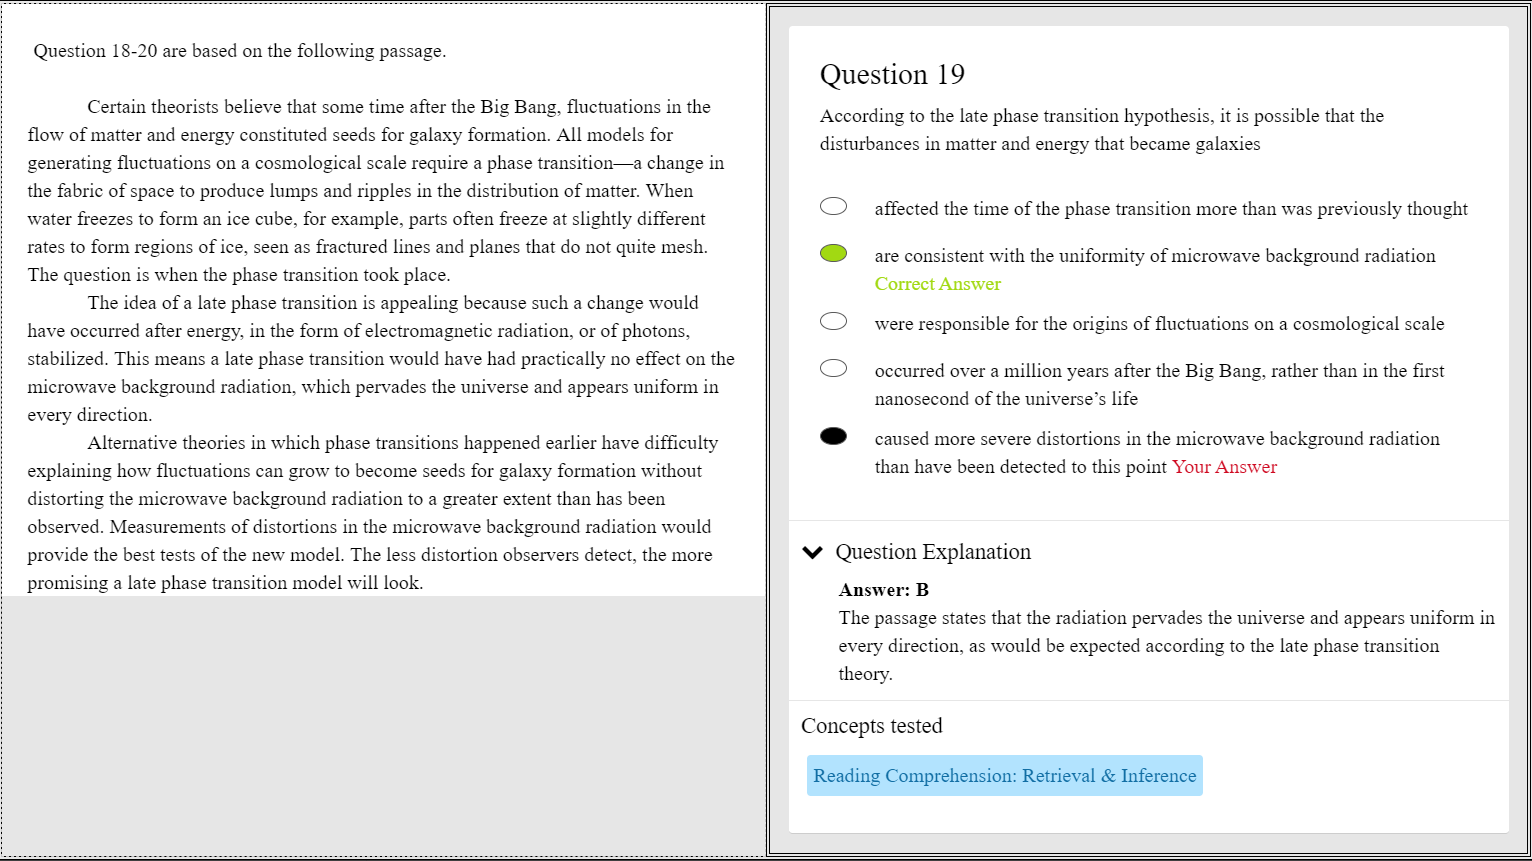 Question 18-20 are based on the following passage.
Certain theorists believe that some time after the Big Bang, fluctuations in the
flow of matter and energy constituted seeds for galaxy formation. All models for
generating fluctuations on a cosmological scale require a phase transition—a change in
the fabric of space to produce lumps and ripples in the distribution of matter. When
water freezes to form an ice cube, for example, parts often freeze at slightly different
rates to form regions of ice, seen as fractured lines and planes that do not quite mesh.
The question is when the phase transition took place.
The idea of a late phase transition is appealing because such a change would
have occurred after energy, in the form of electromagnetic radiation, or of photons,
stabilized. This means a late phase transition would have had practically no effect on the
microwave background radiation, which pervades the universe and appears uniform in
every direction.
Alternative theories in which phase transitions happened earlier have difficulty
explaining how fluctuations can grow to become seeds for galaxy formation without
distorting the microwave background radiation to a greater extent than has been
observed. Measurements of distortions in the microwave background radiation would
provide the best tests of the new model. The less distortion observers detect, the more
promising a late phase transition model will look.
Question 19
According to the late phase transition hypothesis, it is possible that the
disturbances in matter and energy that became galaxies
affected the time of the phase transition more than was previously thought
are consistent with the uniformity of microwave background radiation
Correct Answer
were responsible for the origins of fluctuations on a cosmological scale
occurred over a million years after the Big Bang, rather than in the first
nanosecond of the universe’s life
caused more severe distortions in the microwave background radiation
than have been detected to this point Your Answer
Question Explanation
Answer: B
The passage states that the radiation pervades the universe and appears uniform in
every direction, as would be expected according to the late phase transition
theory.
Concepts tested
Reading Comprehension: Retrieval & Inference